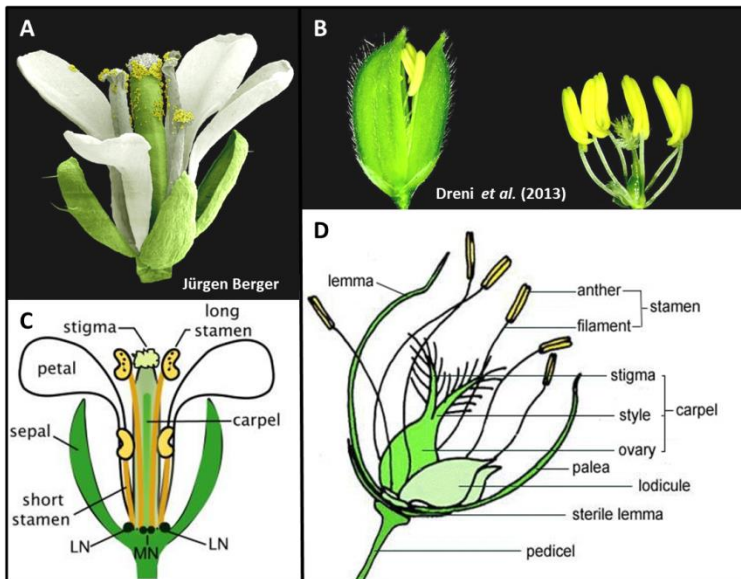 A
Jürgen Berger
B
Dreni et al. (2013)
C
stigma
long
stamen
petal
carpel
sepal
short
stamen
LN
MN
LN
D
lemma
anther
stamen
filament
stigma
style
carpel
ovary
palea
lodicule
sterile lemma
pedicel